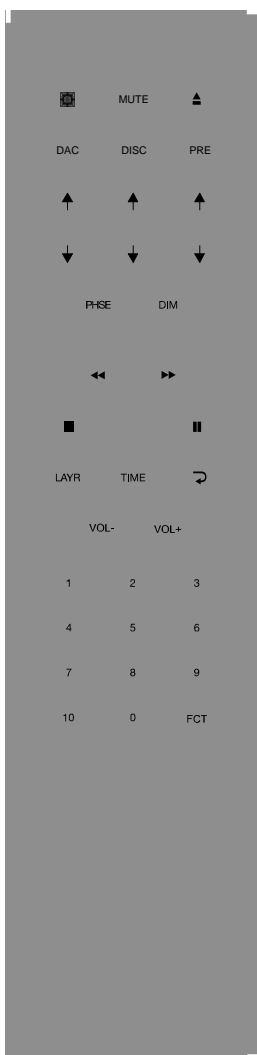 MUTE
DAC DISC PRE
PHSE DIM
LAYR TIME
VOL- VOL+
1 2 3
4 5 6
7 8 9
10 0 FCT